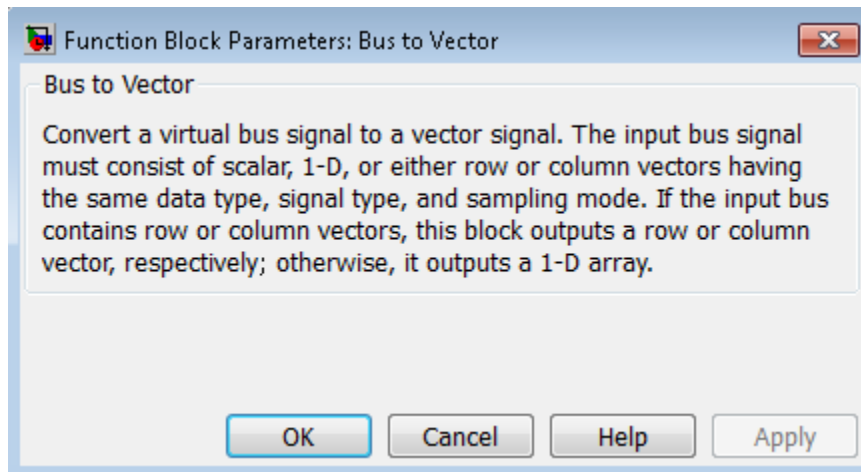 Function Block Parameters: Bus to Vector
Bus to Vector
Convert a virtual bus signal to a vector signal. The input bus signal
must consist of scalar, 1-D, or either row or column vectors having
the same data type, signal type, and sampling mode. If the input bus
contains row or column vectors, this block outputs a row or column
vector, respectively; otherwise, it outputs a 1-D array.
OK Cancel Help Apply